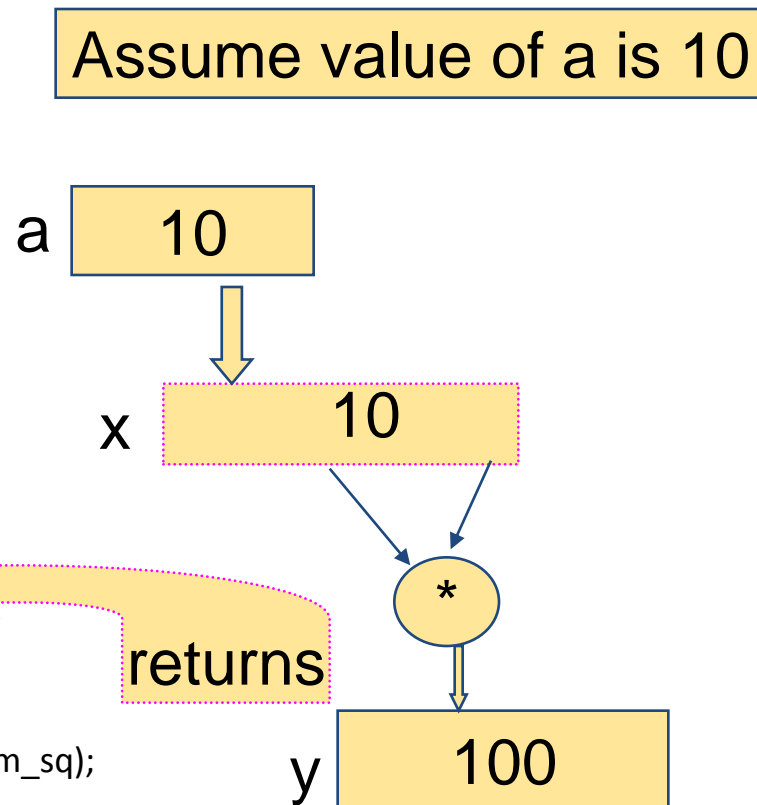 Assume value of a is 10
a 10
x 10
*
returns
m_sq);
y 100